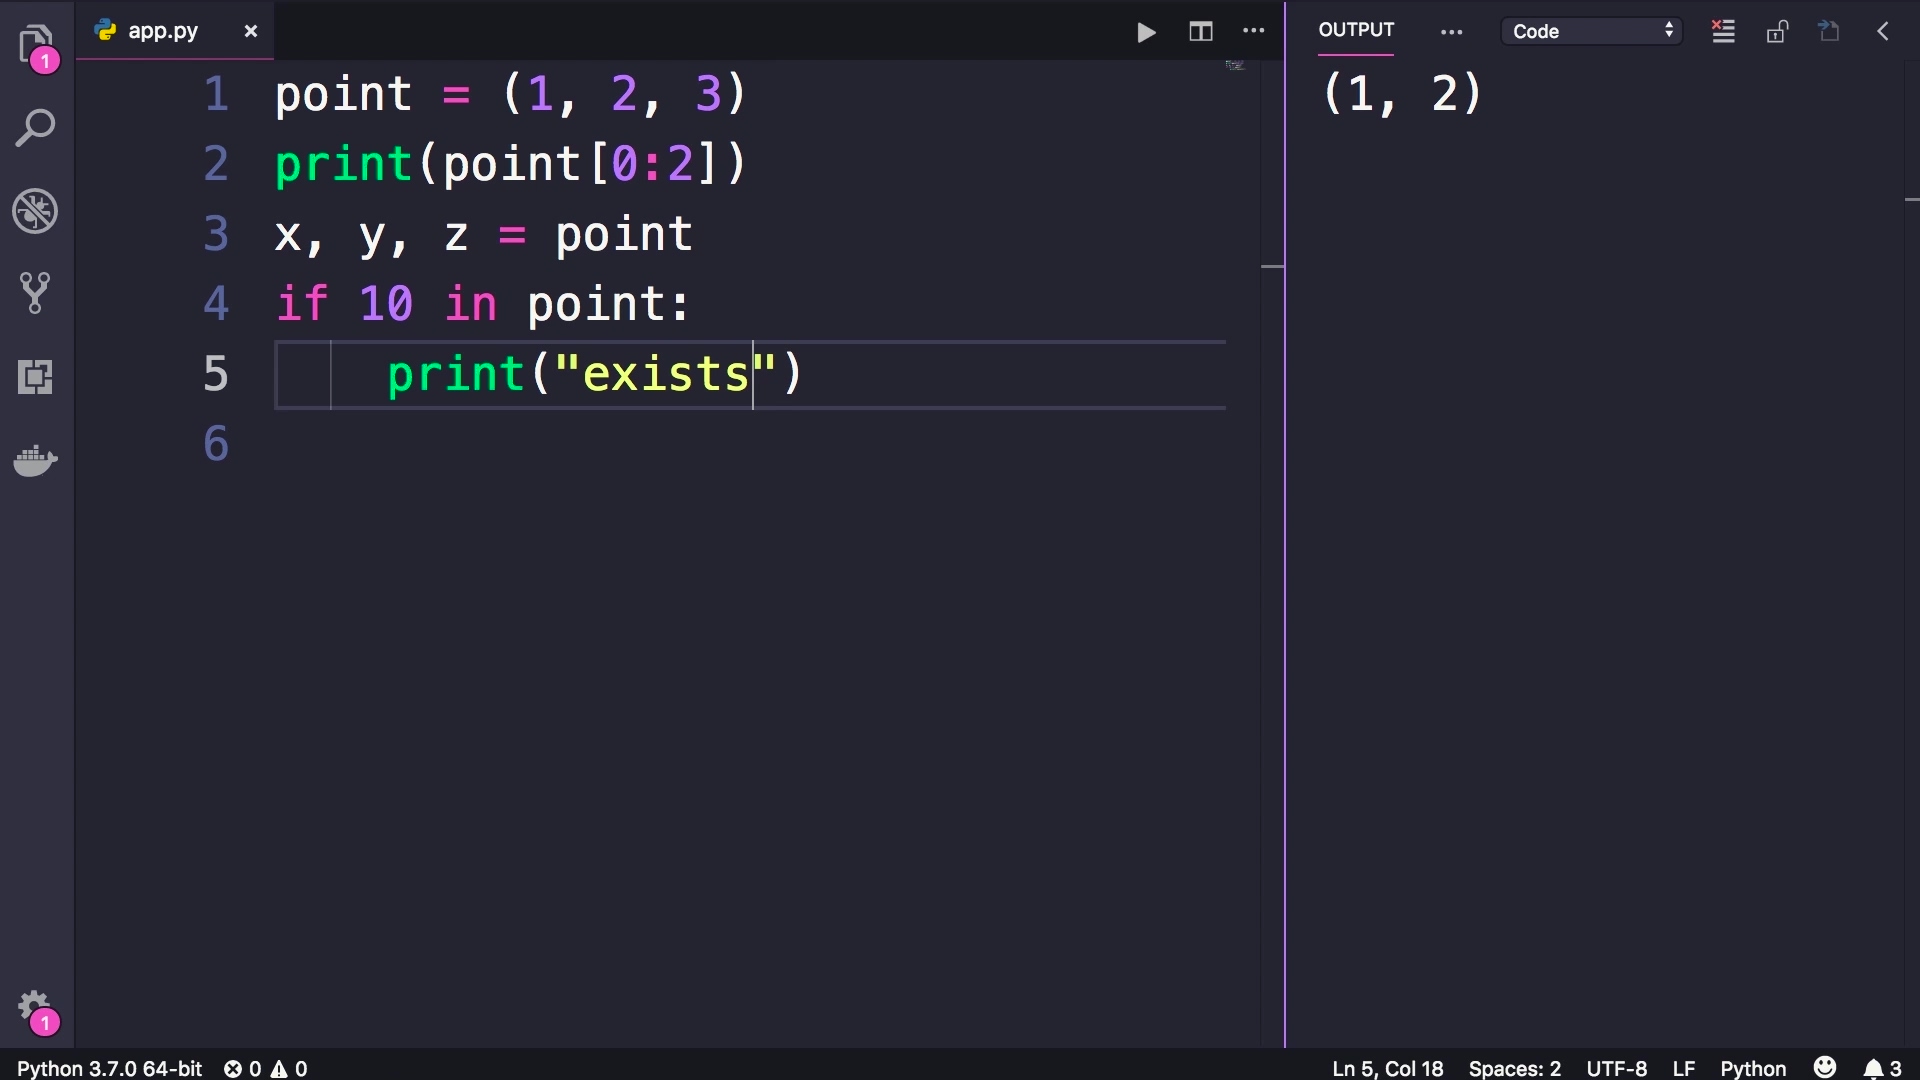 app.py
OUTPUT
Code
1
1 point = (1, 2, 3)
2 print(point[0:2])
3 x, y, z = point
4 if 10 in point:
5     print("exists")
6
(1, 2)
1
Python 3.7.0 64-bit 0 0
Ln 5, Col 18 Spaces: 2 UTF-8 LF Python 3